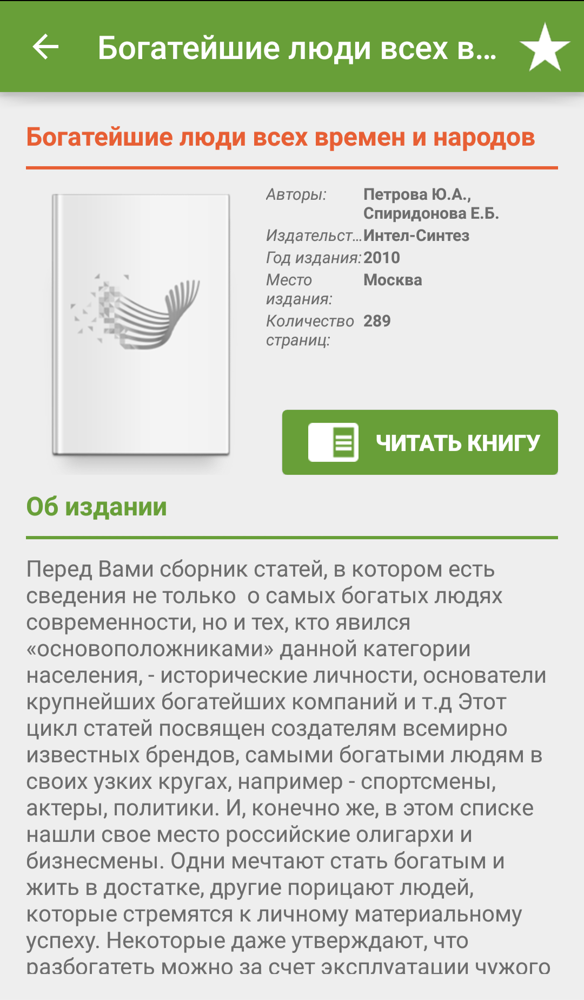 Богатейшие люди всех в...
Богатейшие люди всех времен и народов
Авторы: Петрова Ю.А.,
Спиридонова Е.Б.
Издательст... Интел-Синтез
Год издания: 2010
Место Москва
издания:
Количество 289
страниц:
ЧИТАТЬ КНИГУ
Об издании
Перед Вами сборник статей, в котором есть
сведения не только  о самых богатых людях
современности, но и тех, кто явился
«основоположниками» данной категории
населения, - исторические личности, основатели
крупнейших богатейших компаний и т.д Этот
цикл статей посвящен создателям всемирно
известных брендов, самыми богатыми людям в
своих узких кругах, например - спортсмены,
актеры, политики. И, конечно же, в этом списке
нашли свое место российские олигархи и
бизнесмены. Одни мечтают стать богатым и
жить в достатке, другие порицают людей,
которые стремятся к личному материальному
успеху. Некоторые даже утверждают, что
разбогатеть можно за счет эксплуатации чужого